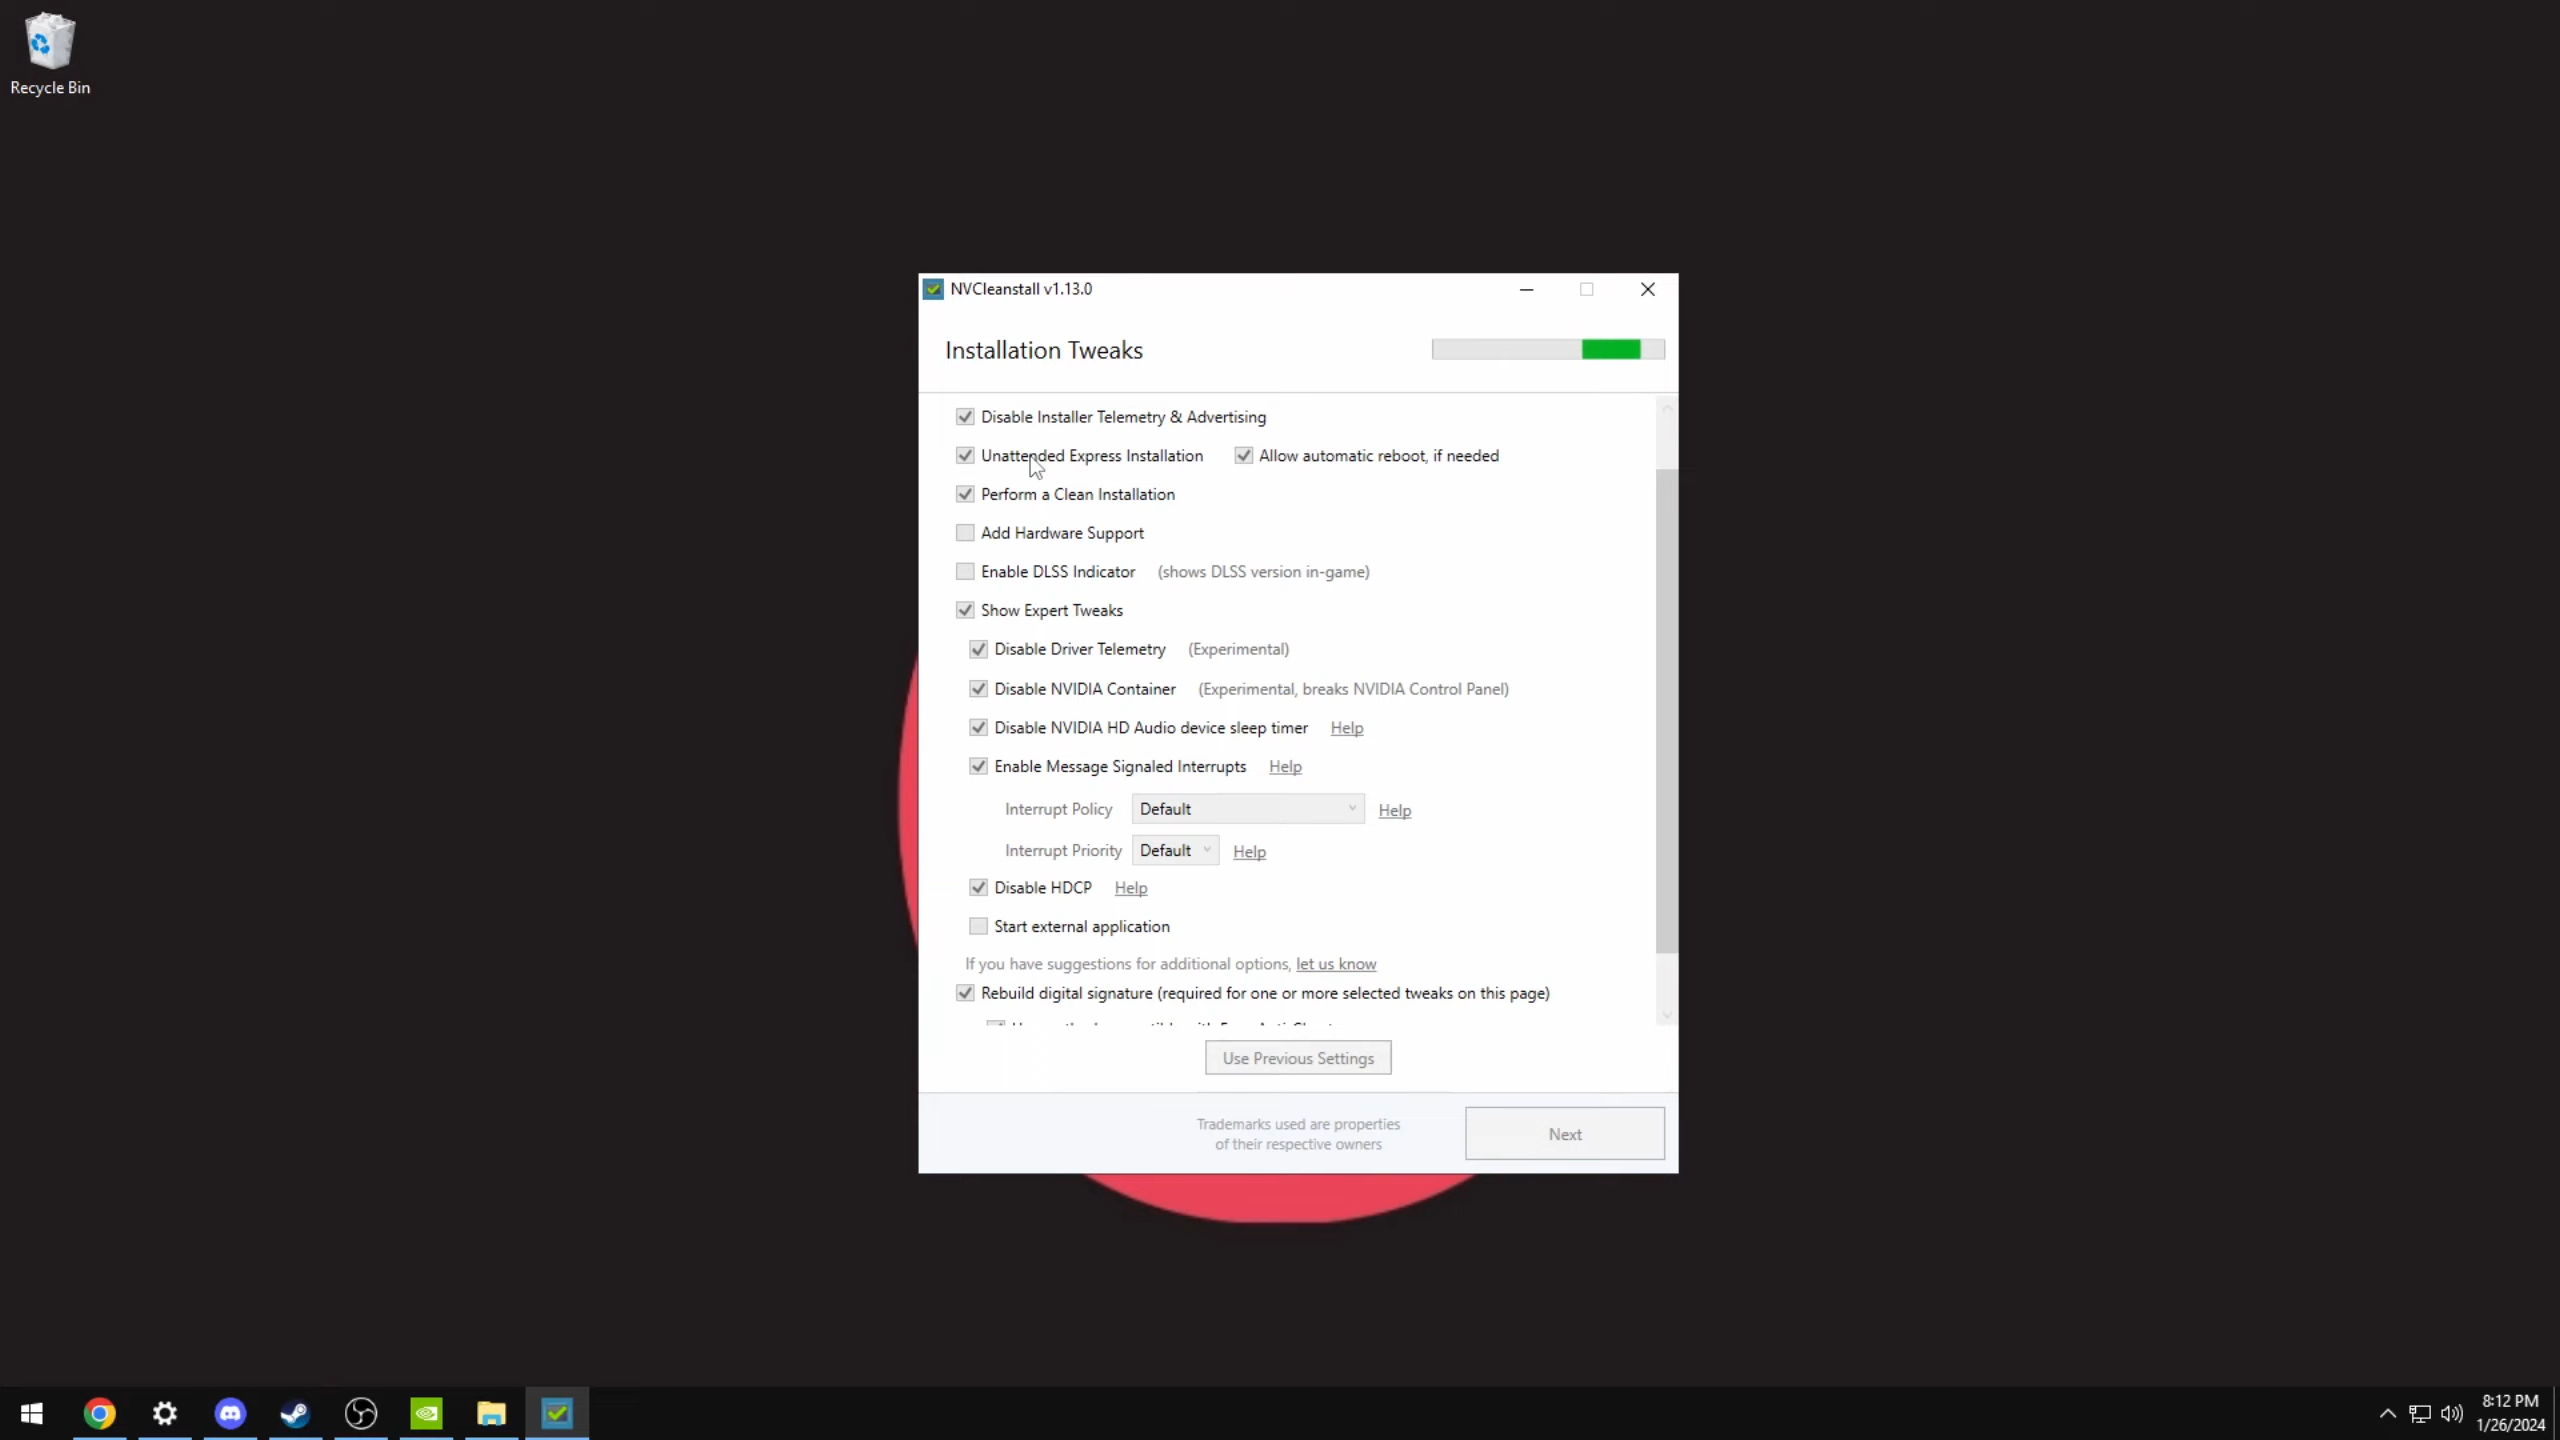 Recycle Bin
NVCleanstall v1.13.0
Installation Tweaks
Disable Installer Telemetry & Advertising
Unattended Express Installation Allow automatic reboot, if needed
Perform a Clean Installation
Add Hardware Support
Enable DLSS Indicator (shows DLSS version in-game)
Show Expert Tweaks
Disable Driver Telemetry (Experimental)
Disable NVIDIA Container (Experimental, breaks NVIDIA Control Panel)
Disable NVIDIA HD Audio device sleep timer Help
Enable Message Signaled Interrupts Help
Interrupt Policy Default Help
Interrupt Priority Default Help
Disable HDCP Help
Start external application
If you have suggestions for additional options, let us know
Rebuild digital signature (required for one or more selected tweaks on this page)
Use Previous Settings
Trademarks used are properties
of their respective owners
Next
8:12 PM
1/26/2024